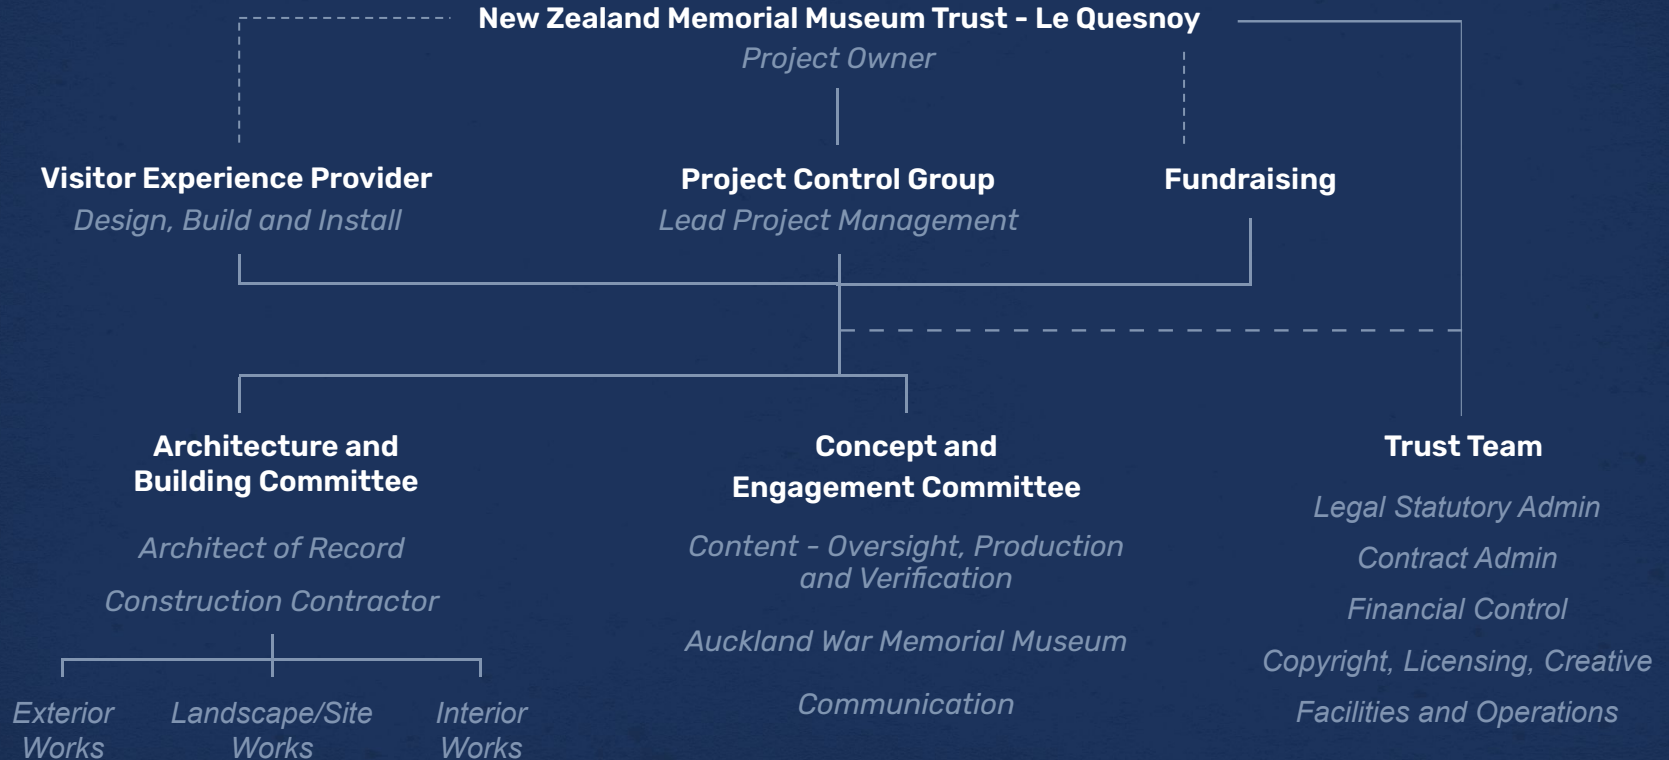 New Zealand Memorial Museum Trust - Le Quesnoy
Project Owner
Visitor Experience Provider
Design, Build and Install
Project Control Group
Lead Project Management
Fundraising
Architecture and
Building Committee
Architect of Record
Construction Contractor
Exterior
Works
Landscape/Site
Works
Interior
Works
Concept and
Engagement Committee
Content - Oversight, Production
and Verification
Auckland War Memorial Museum
Communication
Trust Team
Legal Statutory Admin
Contract Admin
Financial Control
Copyright, Licensing, Creative
Facilities and Operations